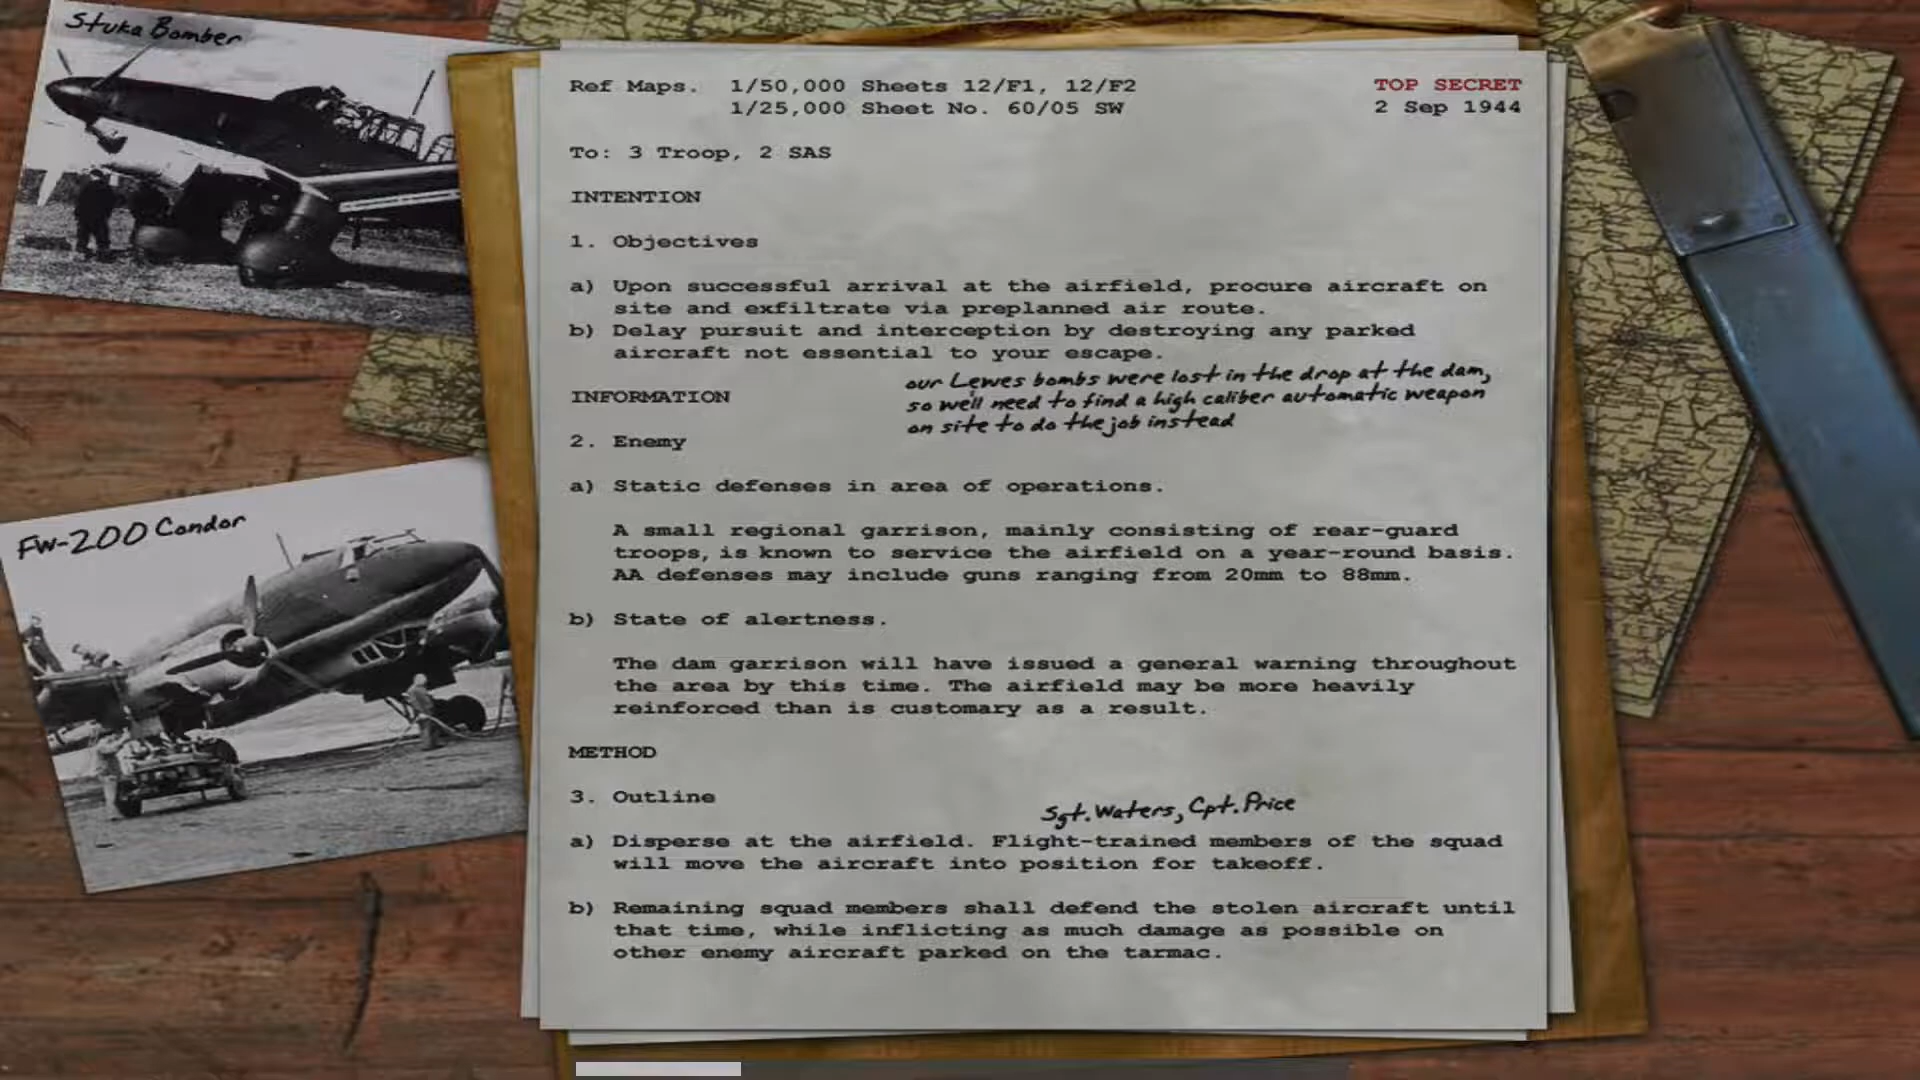 Stuka Bomber
FW-200 Condor
Ref Maps. 1/50,000 Sheets 12/F1, 12/F2
1/25,000 Sheet No. 60/05 SW
TOP SECRET
2 Sep 1944
To: 3 Troop, 2 SAS
INTENTION
1. Objectives
a) Upon successful arrival at the airfield, procure aircraft on
site and exfiltrate via preplanned air route.
b) Delay pursuit and interception by destroying any parked
aircraft not essential to your escape.
our Lewes bombs were lost in the drop at the dam,
so we'll need to find a high caliber automatic weapon
on site to do the job instead
INFORMATION
2. Enemy
a) Static defenses in area of operations.
A small regional garrison, mainly consisting of rear-guard
troops, is known to service the airfield on a year-round basis.
AA defenses may include guns ranging from 20mm to 88mm.
b) State of alertness.
The dam garrison will have issued a general warning throughout
the area by this time. The airfield may be more heavily
reinforced than is customary as a result.
METHOD
3. Outline
Sgt. Waters, Cpt. Price
a) Disperse at the airfield. Flight-trained members of the squad
will move the aircraft into position for takeoff.
b) Remaining squad members shall defend the stolen aircraft until
that time, while inflicting as much damage as possible on
other enemy aircraft parked on the tarmac.